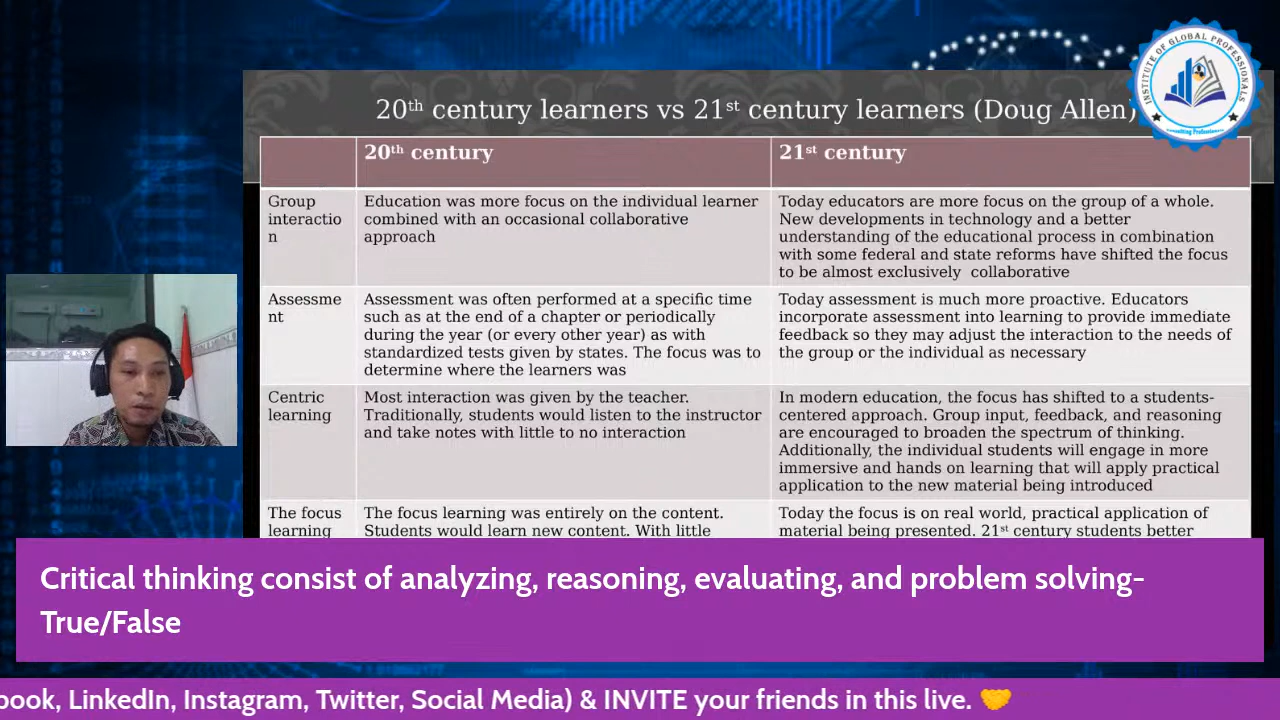 20th century learners vs 21st century learners (Doug Allen)
INSTITUTE OF GLOBAL PROFESSIONALS
Consulting Professionals
20th century
21st century
Group
interactio
n
Education was more focus on the individual learner
combined with an occasional collaborative
approach
Today educators are more focus on the group of a whole.
New developments in technology and a better
understanding of the educational process in combination
with some federal and state reforms have shifted the focus
to be almost exclusively collaborative
Assessme
nt
Assessment was often performed at a specific time
such as at the end of a chapter or periodically
during the year (or every other year) as with
standardized tests given by states. The focus was to
determine where the learners was
Today assessment is much more proactive. Educators
incorporate assessment into learning to provide immediate
feedback so they may adjust the interaction to the needs of
the group or the individual as necessary
Centric
learning
Most interaction was given by the teacher.
Traditionally, students would listen to the instructor
and take notes with little to no interaction
In modern education, the focus has shifted to a students-
centered approach. Group input, feedback, and reasoning
are encouraged to broaden the spectrum of thinking.
Additionally, the individual students will engage in more
immersive and hands on learning that will apply practical
application to the new material being introduced
The focus
learning
The focus learning was entirely on the content.
Students would learn new content. With little
Today the focus is on real world, practical application of
material being presented. 21st century students better
Critical thinking consist of analyzing, reasoning, evaluating, and problem solving-
True/False
book, LinkedIn, Instagram, Twitter, Social Media) & INVITE your friends in this live. 🤝